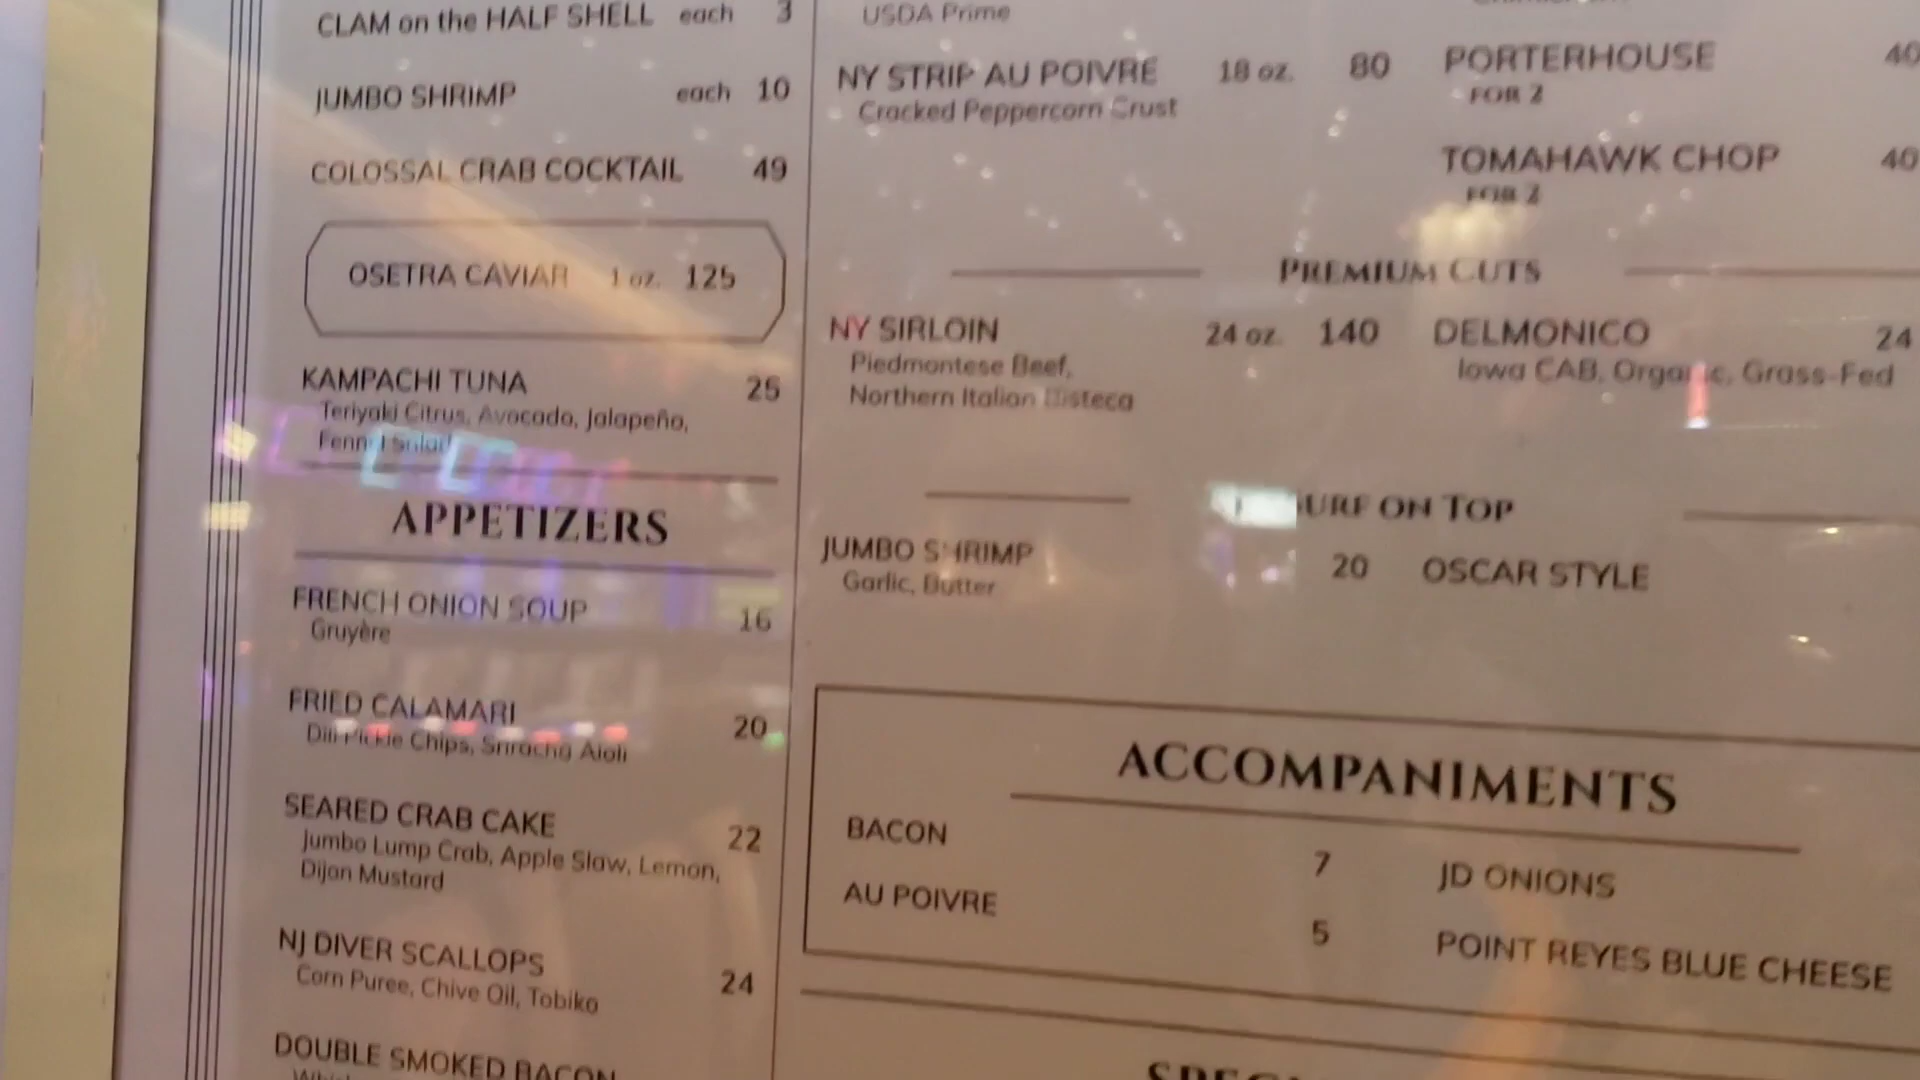 CLAM on the HALF SHELL each 3
JUMBO SHRIMP each 10
COLOSSAL CRAB COCKTAIL 49
OSETRA CAVIAR 1 oz. 125
KAMPACHI TUNA 25
Teriyaki Citrus, Avocado, Jalapeño,
Fennel Salad
APPETIZERS
FRENCH ONION SOUP 16
Gruyère
FRIED CALAMARI 20
Dill Pickle Chips, Sriracha Aioli
SEARED CRAB CAKE 22
Jumbo Lump Crab, Apple Slaw, Lemon,
Dijon Mustard
NJ DIVER SCALLOPS 24
Corn Puree, Chive Oil, Tobiko
DOUBLE SMOKED BACON
USDA Prime
NY STRIP AU POIVRE 18 oz. 80
Cracked Peppercorn Crust
PORTERHOUSE 40
FOR 2
TOMAHAWK CHOP 40
FOR 2
PREMIUM CUTS
NY SIRLOIN 24 oz. 140
Piedmontese Beef,
Northern Italian Bisteca
DELMONICO 24
Iowa CAB, Organic, Grass-Fed
SURF ON TOP
JUMBO SHRIMP 20
Garlic, Butter
OSCAR STYLE
ACCOMPANIMENTS
BACON 7
AU POIVRE 5
JD ONIONS
POINT REYES BLUE CHEESE